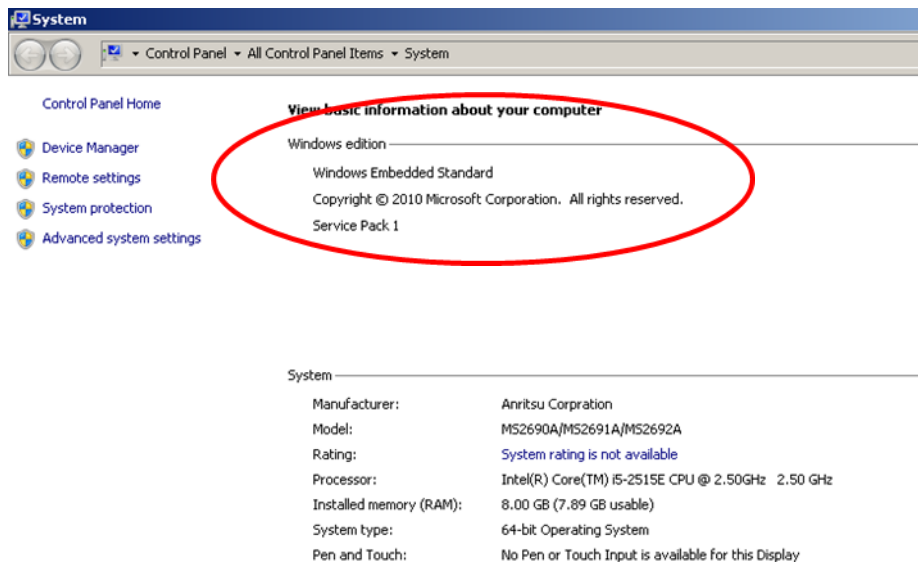 System
Control Panel ▾ All Control Panel Items ▾ System
Control Panel Home
Device Manager
Remote settings
System protection
Advanced system settings
View basic information about your computer
Windows edition
Windows Embedded Standard
Copyright © 2010 Microsoft Corporation. All rights reserved.
Service Pack 1
System
Manufacturer: Anritsu Corpration
Model: MS2690A/MS2691A/MS2692A
Rating: System rating is not available
Processor: Intel(R) Core(TM) i5-2515E CPU @ 2.50GHz 2.50 GHz
Installed memory (RAM): 8.00 GB (7.89 GB usable)
System type: 64-bit Operating System
Pen and Touch: No Pen or Touch Input is available for this Display